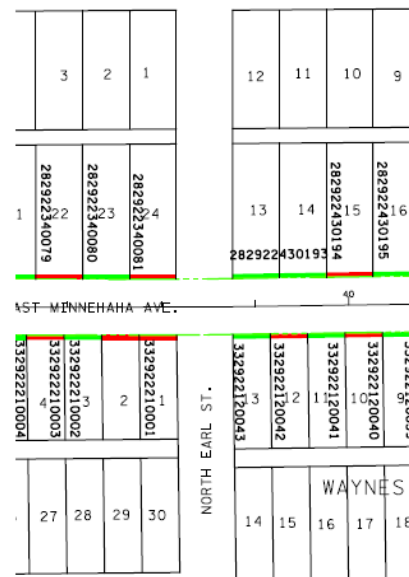 3 2 1 12 11 10 9
1 22 23 24 13 14 15 16
282922340079
282922340080
282922340081
282922430193
282922430194
282922430195
AST MINNEHAHA AVE.
40
4 3 2 1 13 12 11 10 9
332922210004
332922210003
332922210002
332922210001
332922120043
332922120042
332922120041
332922120040
NORTH EARL ST.
WAYNES
27 28 29 30 14 15 16 17 18